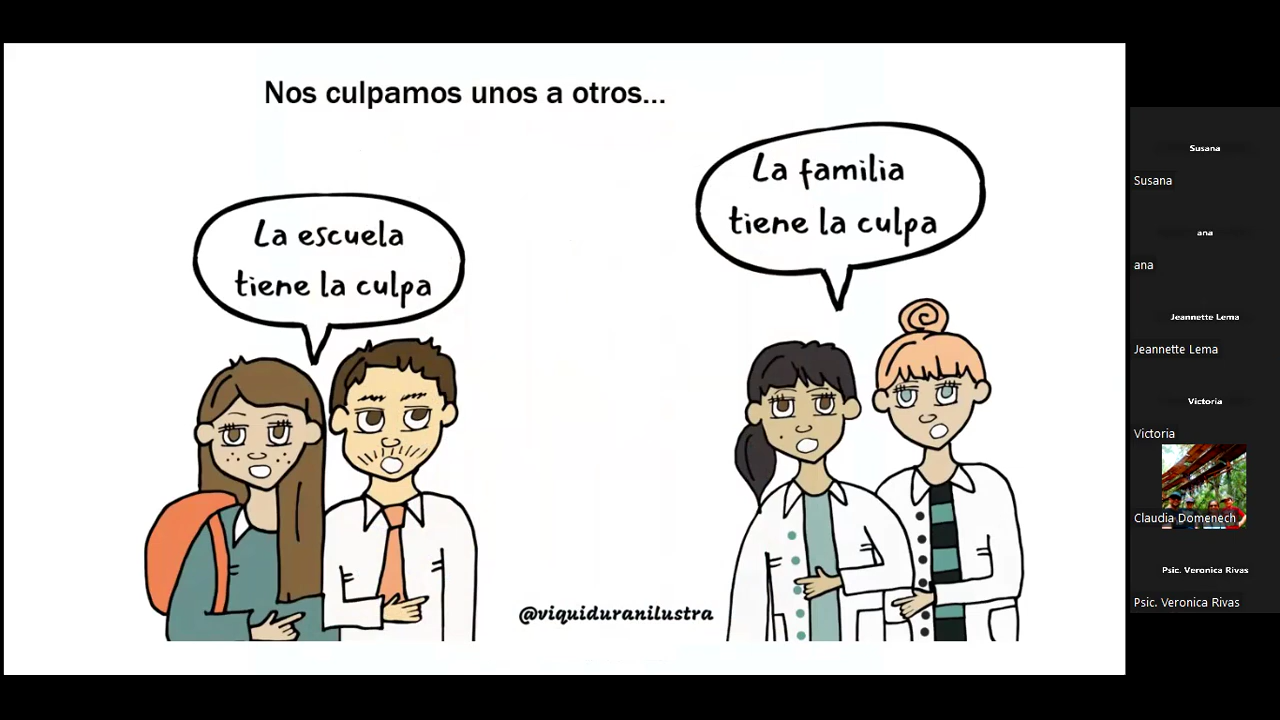 Nos culpamos unos a otros...
La escuela
tiene la culpa
La familia
tiene la culpa
@viquiduranilustra
Susana
Susana
ana
ana
Jeannette Lema
Jeannette Lema
Victoria
Victoria
Claudia Domenech
Psic. Veronica Rivas
Psic. Veronica Rivas